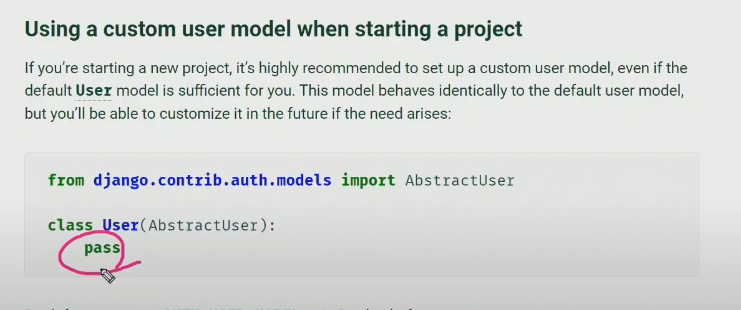 Using a custom user model when starting a project
If you’re starting a new project, it’s highly recommended to set up a custom user model, even if the
default User model is sufficient for you. This model behaves identically to the default user model,
but you’ll be able to customize it in the future if the need arises:
from django.contrib.auth.models import AbstractUser
class User(AbstractUser):
    pass